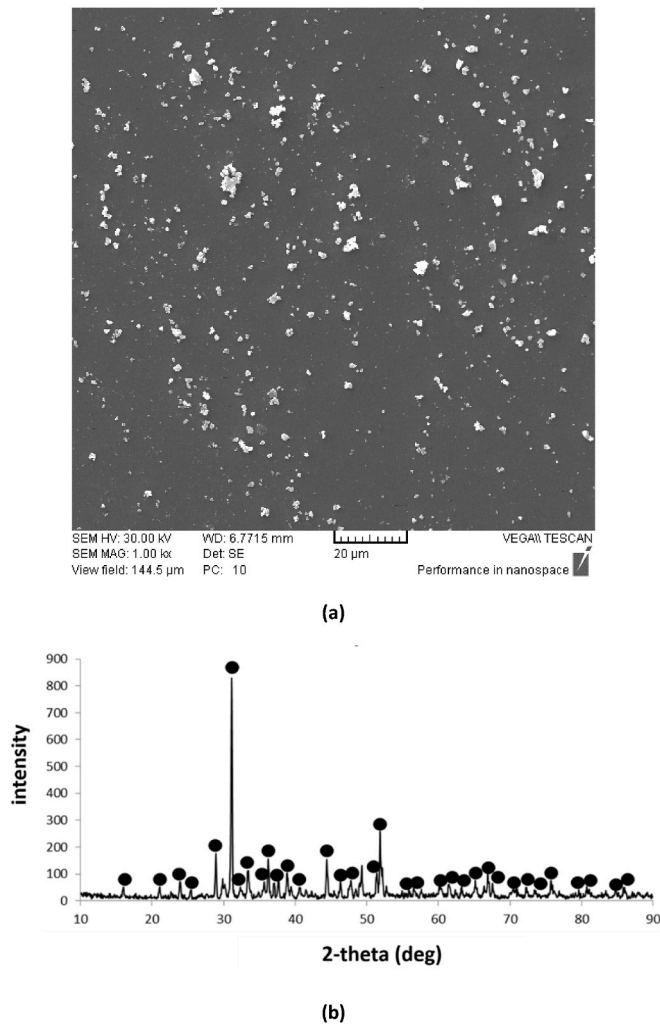 SEM HV: 30.00 kV WD: 6.7715 mm VEGA\\ TESCAN
SEM MAG: 1.00 kx Det: SE 20 µm
View field: 144.5 µm PC: 10 Performance in nanospace
(a)
900
800
700
600
500
400
300
200
100
0
intensity
10 20 30 40 50 60 70 80 90
2-theta (deg)
(b)